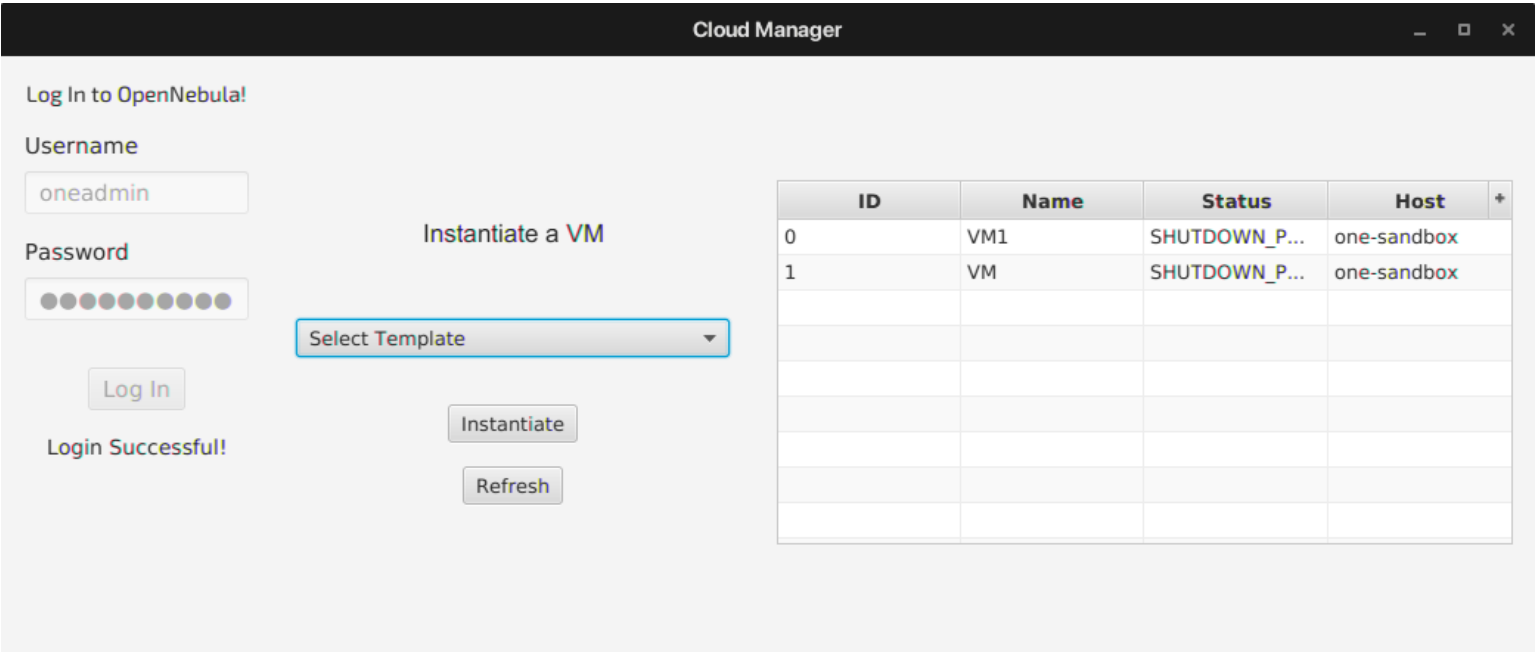 Cloud Manager
Log In to OpenNebula!
Username
oneadmin
Password
Log In
Login Successful!
Instantiate a VM
Select Template
Instantiate
Refresh
ID Name Status Host +
0 VM1 SHUTDOWN_P... one-sandbox
1 VM SHUTDOWN_P... one-sandbox